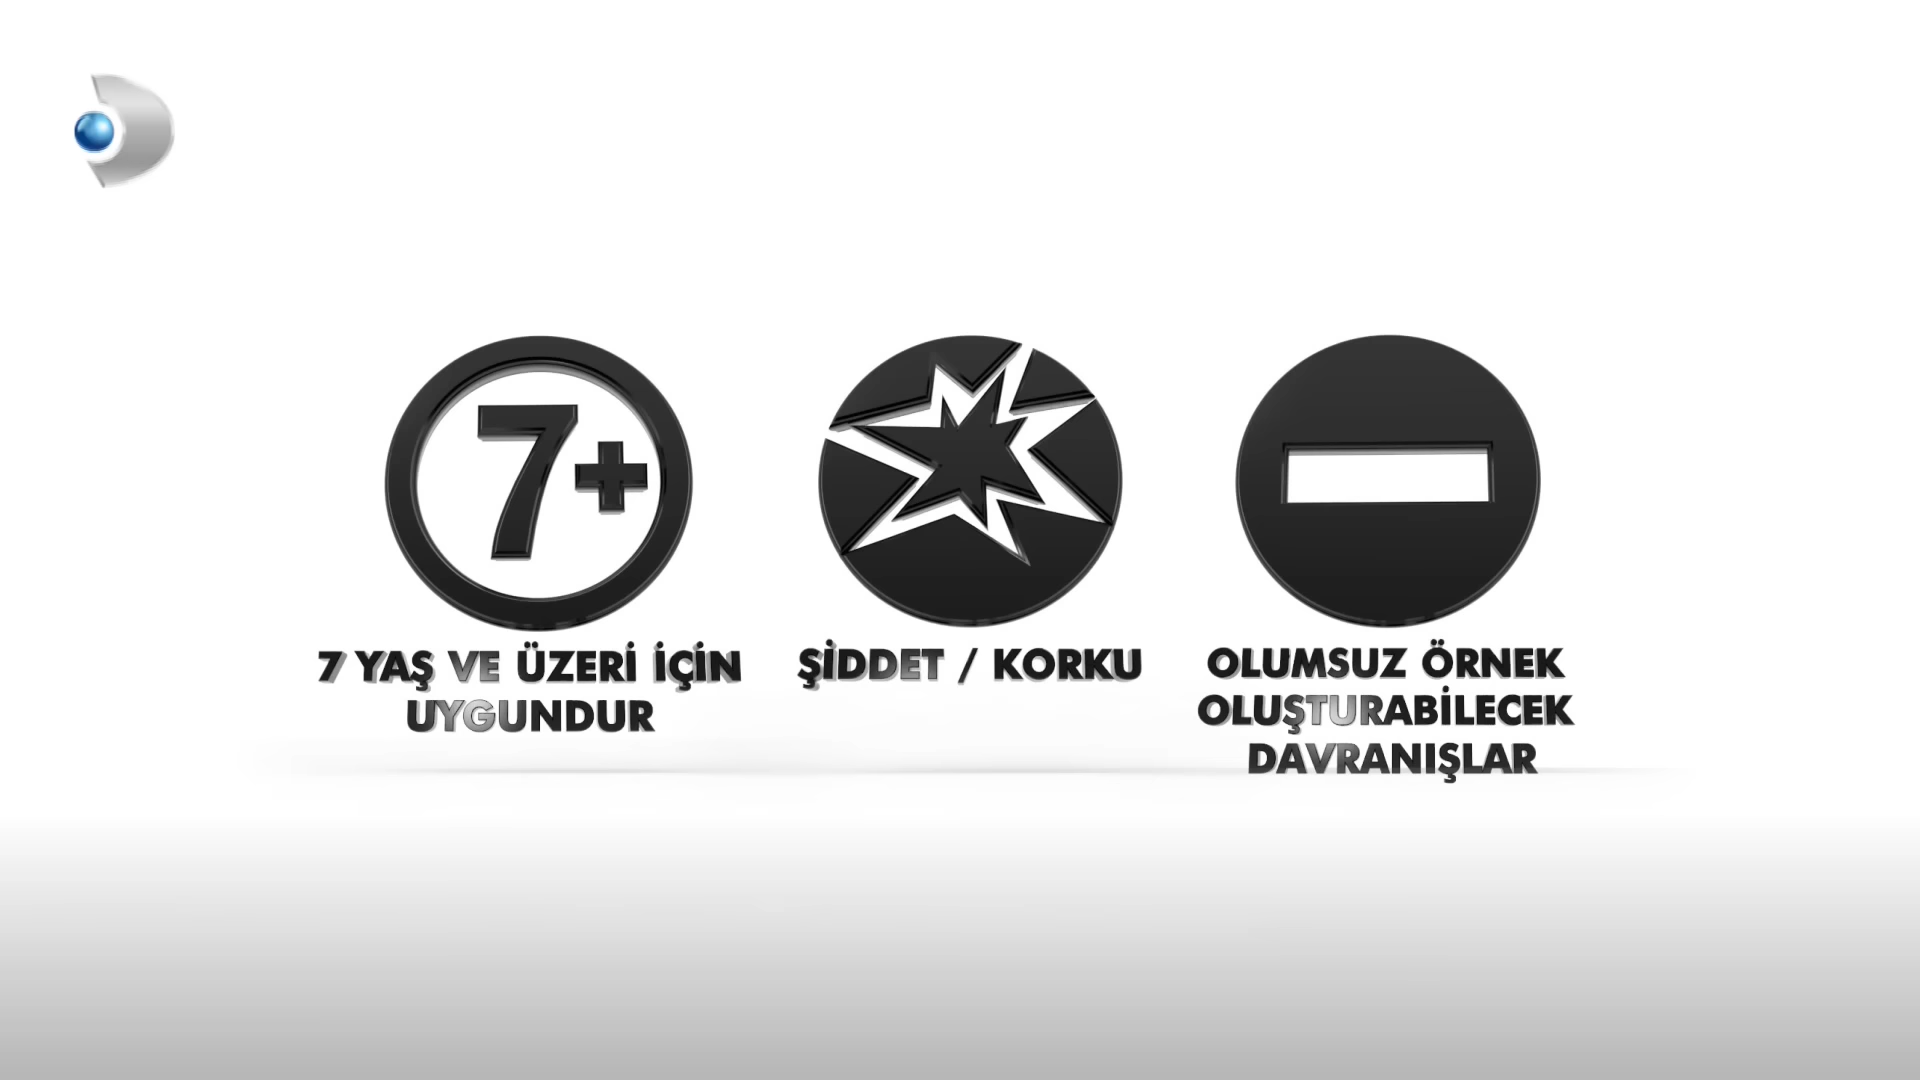 7+
7 YAŞ VE ÜZERİ İÇİN
UYGUNDUR
ŞİDDET / KORKU
OLUMSUZ ÖRNEK
OLUŞTURABİLECEK
DAVRANIŞLAR